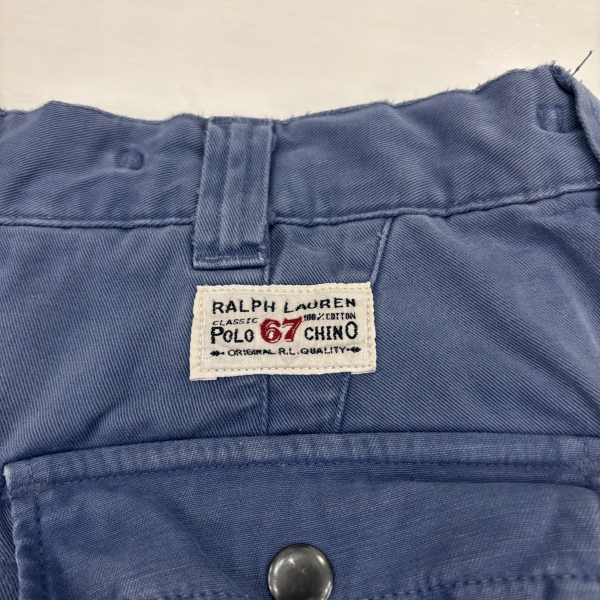 RALPH LAUREN
CLASSIC 100% COTTON
POLO 67 CHINO
ORIGINAL R.L. QUALITY